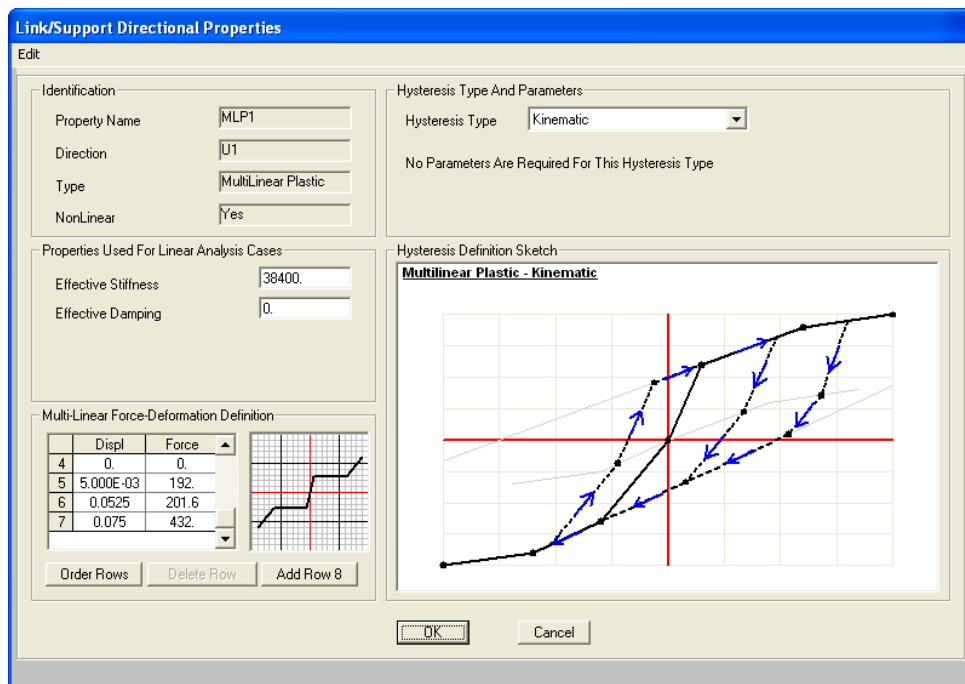 Link/Support Directional Properties
Edit
Identification
Property Name MLP1
Direction U1
Type MultiLinear Plastic
NonLinear Yes
Properties Used For Linear Analysis Cases
Effective Stiffness 38400.
Effective Damping 0.
Multi-Linear Force-Deformation Definition
Displ Force
4 0. 0.
5 5.000E-03 192.
6 0.0525 201.6
7 0.075 432.
Order Rows Delete Row Add Row 8
Hysteresis Type And Parameters
Hysteresis Type Kinematic
No Parameters Are Required For This Hysteresis Type
Hysteresis Definition Sketch
Multilinear Plastic - Kinematic
OK Cancel